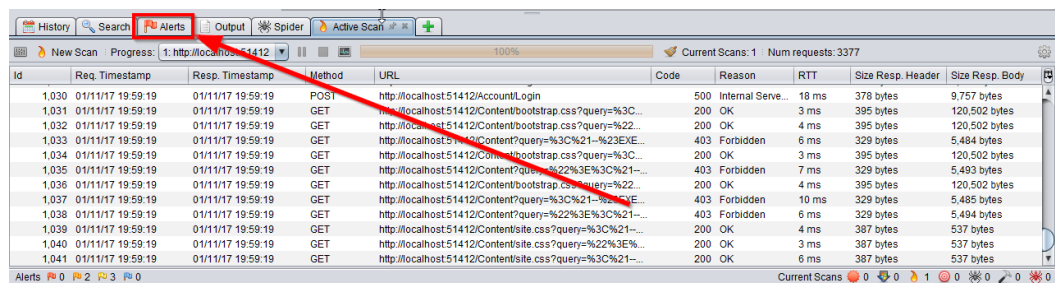 History Search Alerts Output Spider Active Scan
New Scan Progress: 1: http://localhost:51412 100% Current Scans: 1 Num requests: 3377
Id Req. Timestamp Resp. Timestamp Method URL Code Reason RTT Size Resp. Header Size Resp. Body
1,030 01/11/17 19:59:19 01/11/17 19:59:19 POST http://localhost:51412/Account/Login 500 Internal Serve... 18 ms 378 bytes 9,757 bytes
1,031 01/11/17 19:59:19 01/11/17 19:59:19 GET http://localhost:51412/Content/bootstrap.css?query=%3C... 200 OK 3 ms 395 bytes 120,502 bytes
1,032 01/11/17 19:59:19 01/11/17 19:59:19 GET http://localhost:51412/Content/bootstrap.css?query=%22... 200 OK 4 ms 395 bytes 120,502 bytes
1,033 01/11/17 19:59:19 01/11/17 19:59:19 GET http://localhost:51412/Content?query=%3C%21--%23EXE... 403 Forbidden 6 ms 329 bytes 5,484 bytes
1,034 01/11/17 19:59:19 01/11/17 19:59:19 GET http://localhost:51412/Content/bootstrap.css?query=%3C... 200 OK 3 ms 395 bytes 120,502 bytes
1,035 01/11/17 19:59:19 01/11/17 19:59:19 GET http://localhost:51412/Content?query=%22%3E%3C%21--... 403 Forbidden 7 ms 329 bytes 5,493 bytes
1,036 01/11/17 19:59:19 01/11/17 19:59:19 GET http://localhost:51412/Content/bootstrap.css?query=%22... 200 OK 4 ms 395 bytes 120,502 bytes
1,037 01/11/17 19:59:19 01/11/17 19:59:19 GET http://localhost:51412/Content?query=%3C%21--%23EXE... 403 Forbidden 10 ms 329 bytes 5,485 bytes
1,038 01/11/17 19:59:19 01/11/17 19:59:19 GET http://localhost:51412/Content?query=%22%3E%3C%21--... 403 Forbidden 6 ms 329 bytes 5,494 bytes
1,039 01/11/17 19:59:19 01/11/17 19:59:19 GET http://localhost:51412/Content/site.css?query=%3C%21--... 200 OK 4 ms 387 bytes 537 bytes
1,040 01/11/17 19:59:19 01/11/17 19:59:19 GET http://localhost:51412/Content/site.css?query=%22%3E%... 200 OK 3 ms 387 bytes 537 bytes
1,041 01/11/17 19:59:19 01/11/17 19:59:19 GET http://localhost:51412/Content/site.css?query=%3C%21--... 200 OK 6 ms 387 bytes 537 bytes
Alerts 0 2 3 0 Current Scans 0 0 1 0 0 0 0